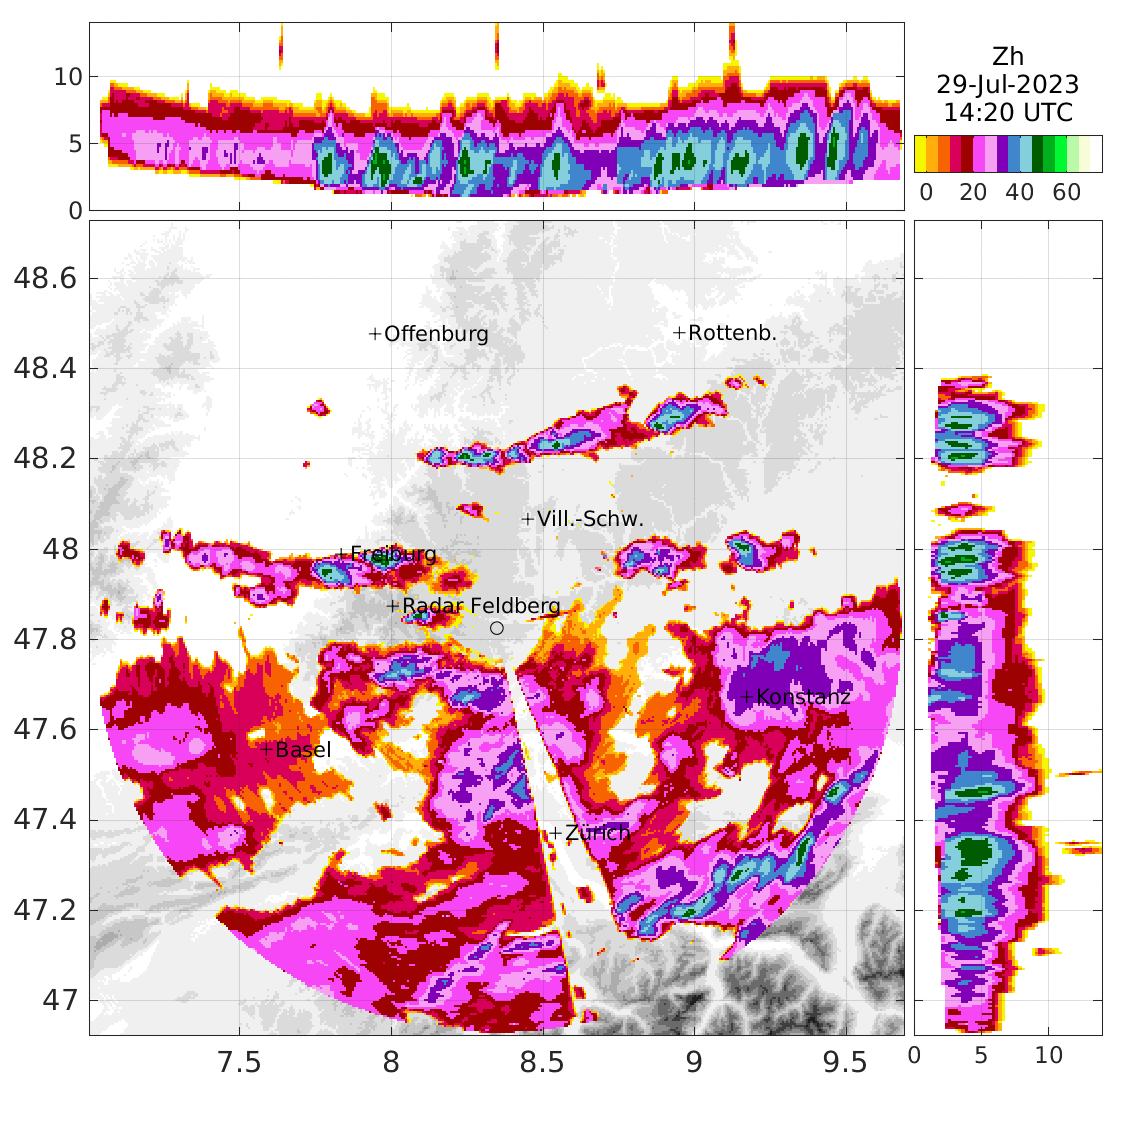 10
5
0
Zh
29-Jul-2023
14:20 UTC
0 20 40 60
48.6
48.4
48.2
48
47.8
47.6
47.4
47.2
47
+Offenburg
+Rottenb.
+Vill.-Schw.
+Freiburg
+Radar Feldberg
+Konstanz
+Basel
+Zürich
7.5 8 8.5 9 9.5
0 5 10